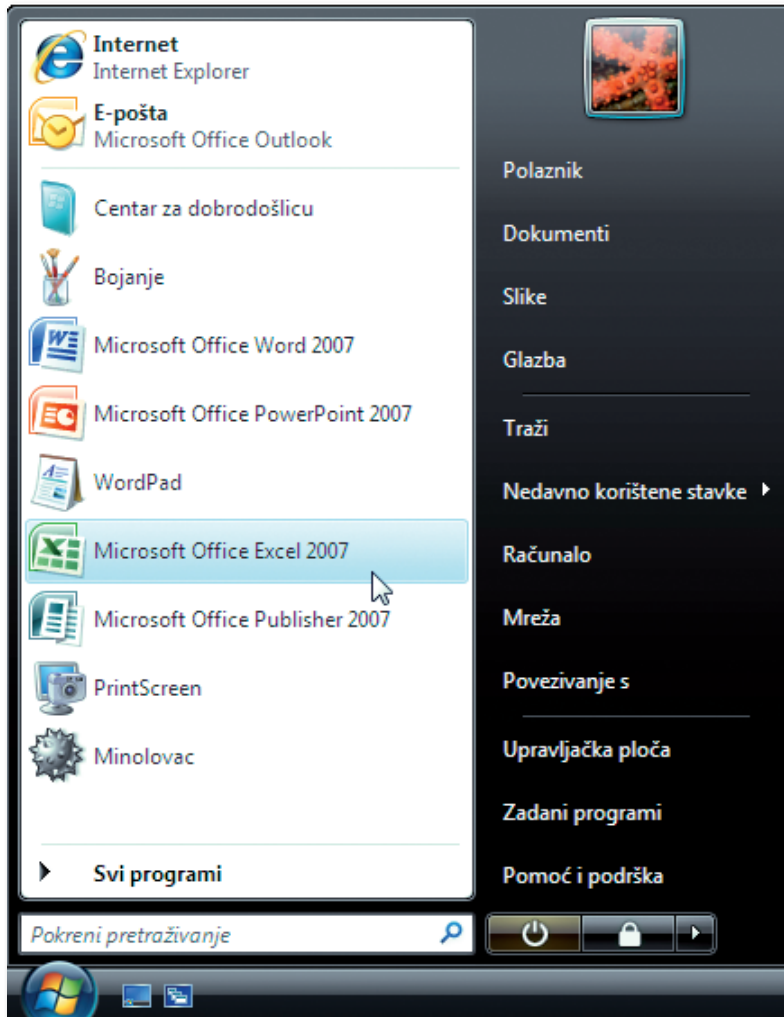 Internet
Internet Explorer
E-pošta
Microsoft Office Outlook
Centar za dobrodošlicu
Bojanje
Microsoft Office Word 2007
Microsoft Office PowerPoint 2007
WordPad
Microsoft Office Excel 2007
Microsoft Office Publisher 2007
PrintScreen
Minolovac
Svi programi
Pokreni pretraživanje
Polaznik
Dokumenti
Slike
Glazba
Traži
Nedavno korištene stavke
Računalo
Mreža
Povezivanje s
Upravljačka ploča
Zadani programi
Pomoć i podrška